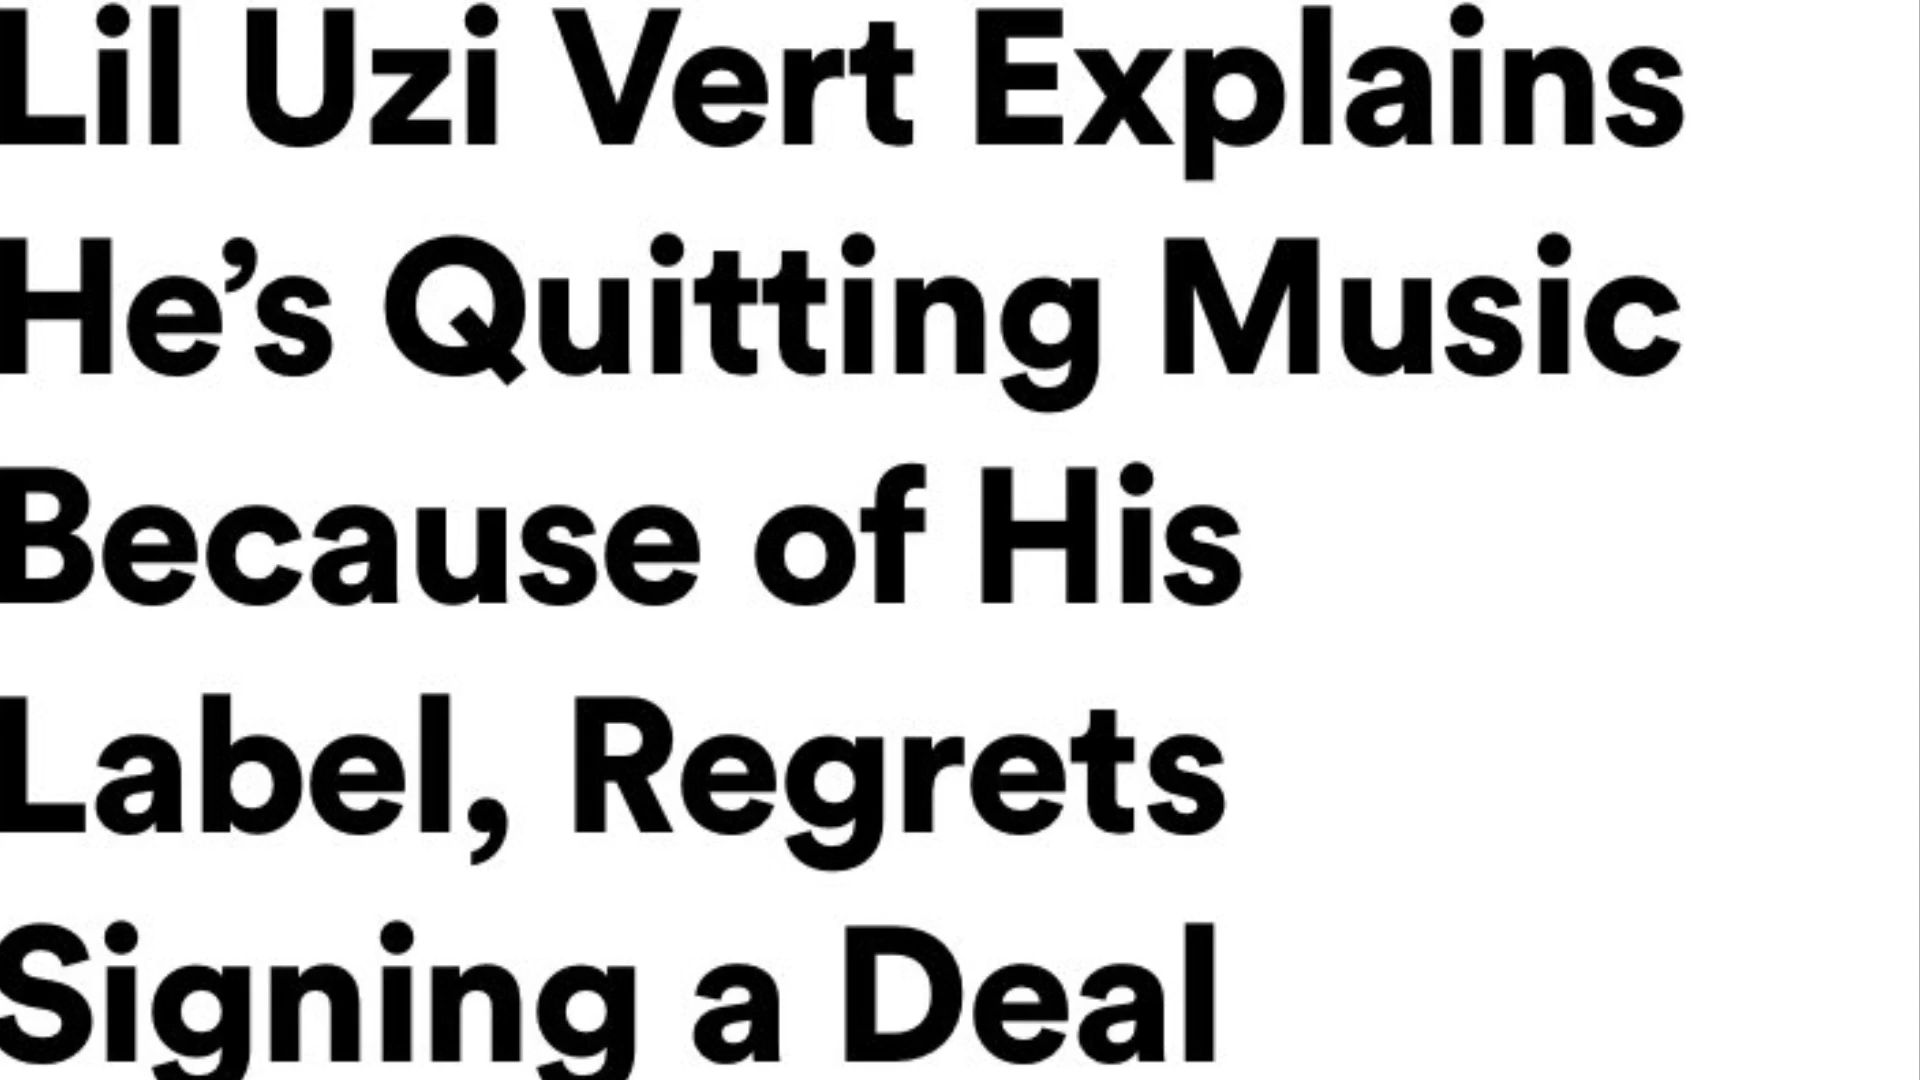 Lil Uzi Vert Explains
He’s Quitting Music
Because of His
Label, Regrets
Signing a Deal